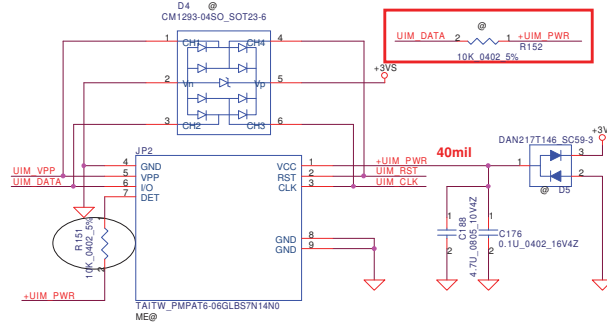 D4 @
CM1293-04SO_SOT23-6
1 CH1 CH4 4
2 Vn Vp 5
3 CH2 CH3 6
+3VS
@
UIM_DATA 2 1 +UIM_PWR
R152
10K_0402_5%
JP2
UIM_VPP
UIM_DATA
4 GND
5 VPP
6 I/O
7 DET
VCC 1 +UIM_PWR
RST 2 UIM_RST
CLK 3 UIM_CLK
GND 8
GND 9
40mil
DAN217T146_SC59-3
+3V
1
3
2
@ D5
R151
10K_0402_5%
1
2
+UIM_PWR
1
2
C188
4.7U_0805_10V4Z
1
2
C176
0.1U_0402_16V4Z
TAITW_PMPAT6-06GLBS7N14N0
ME@